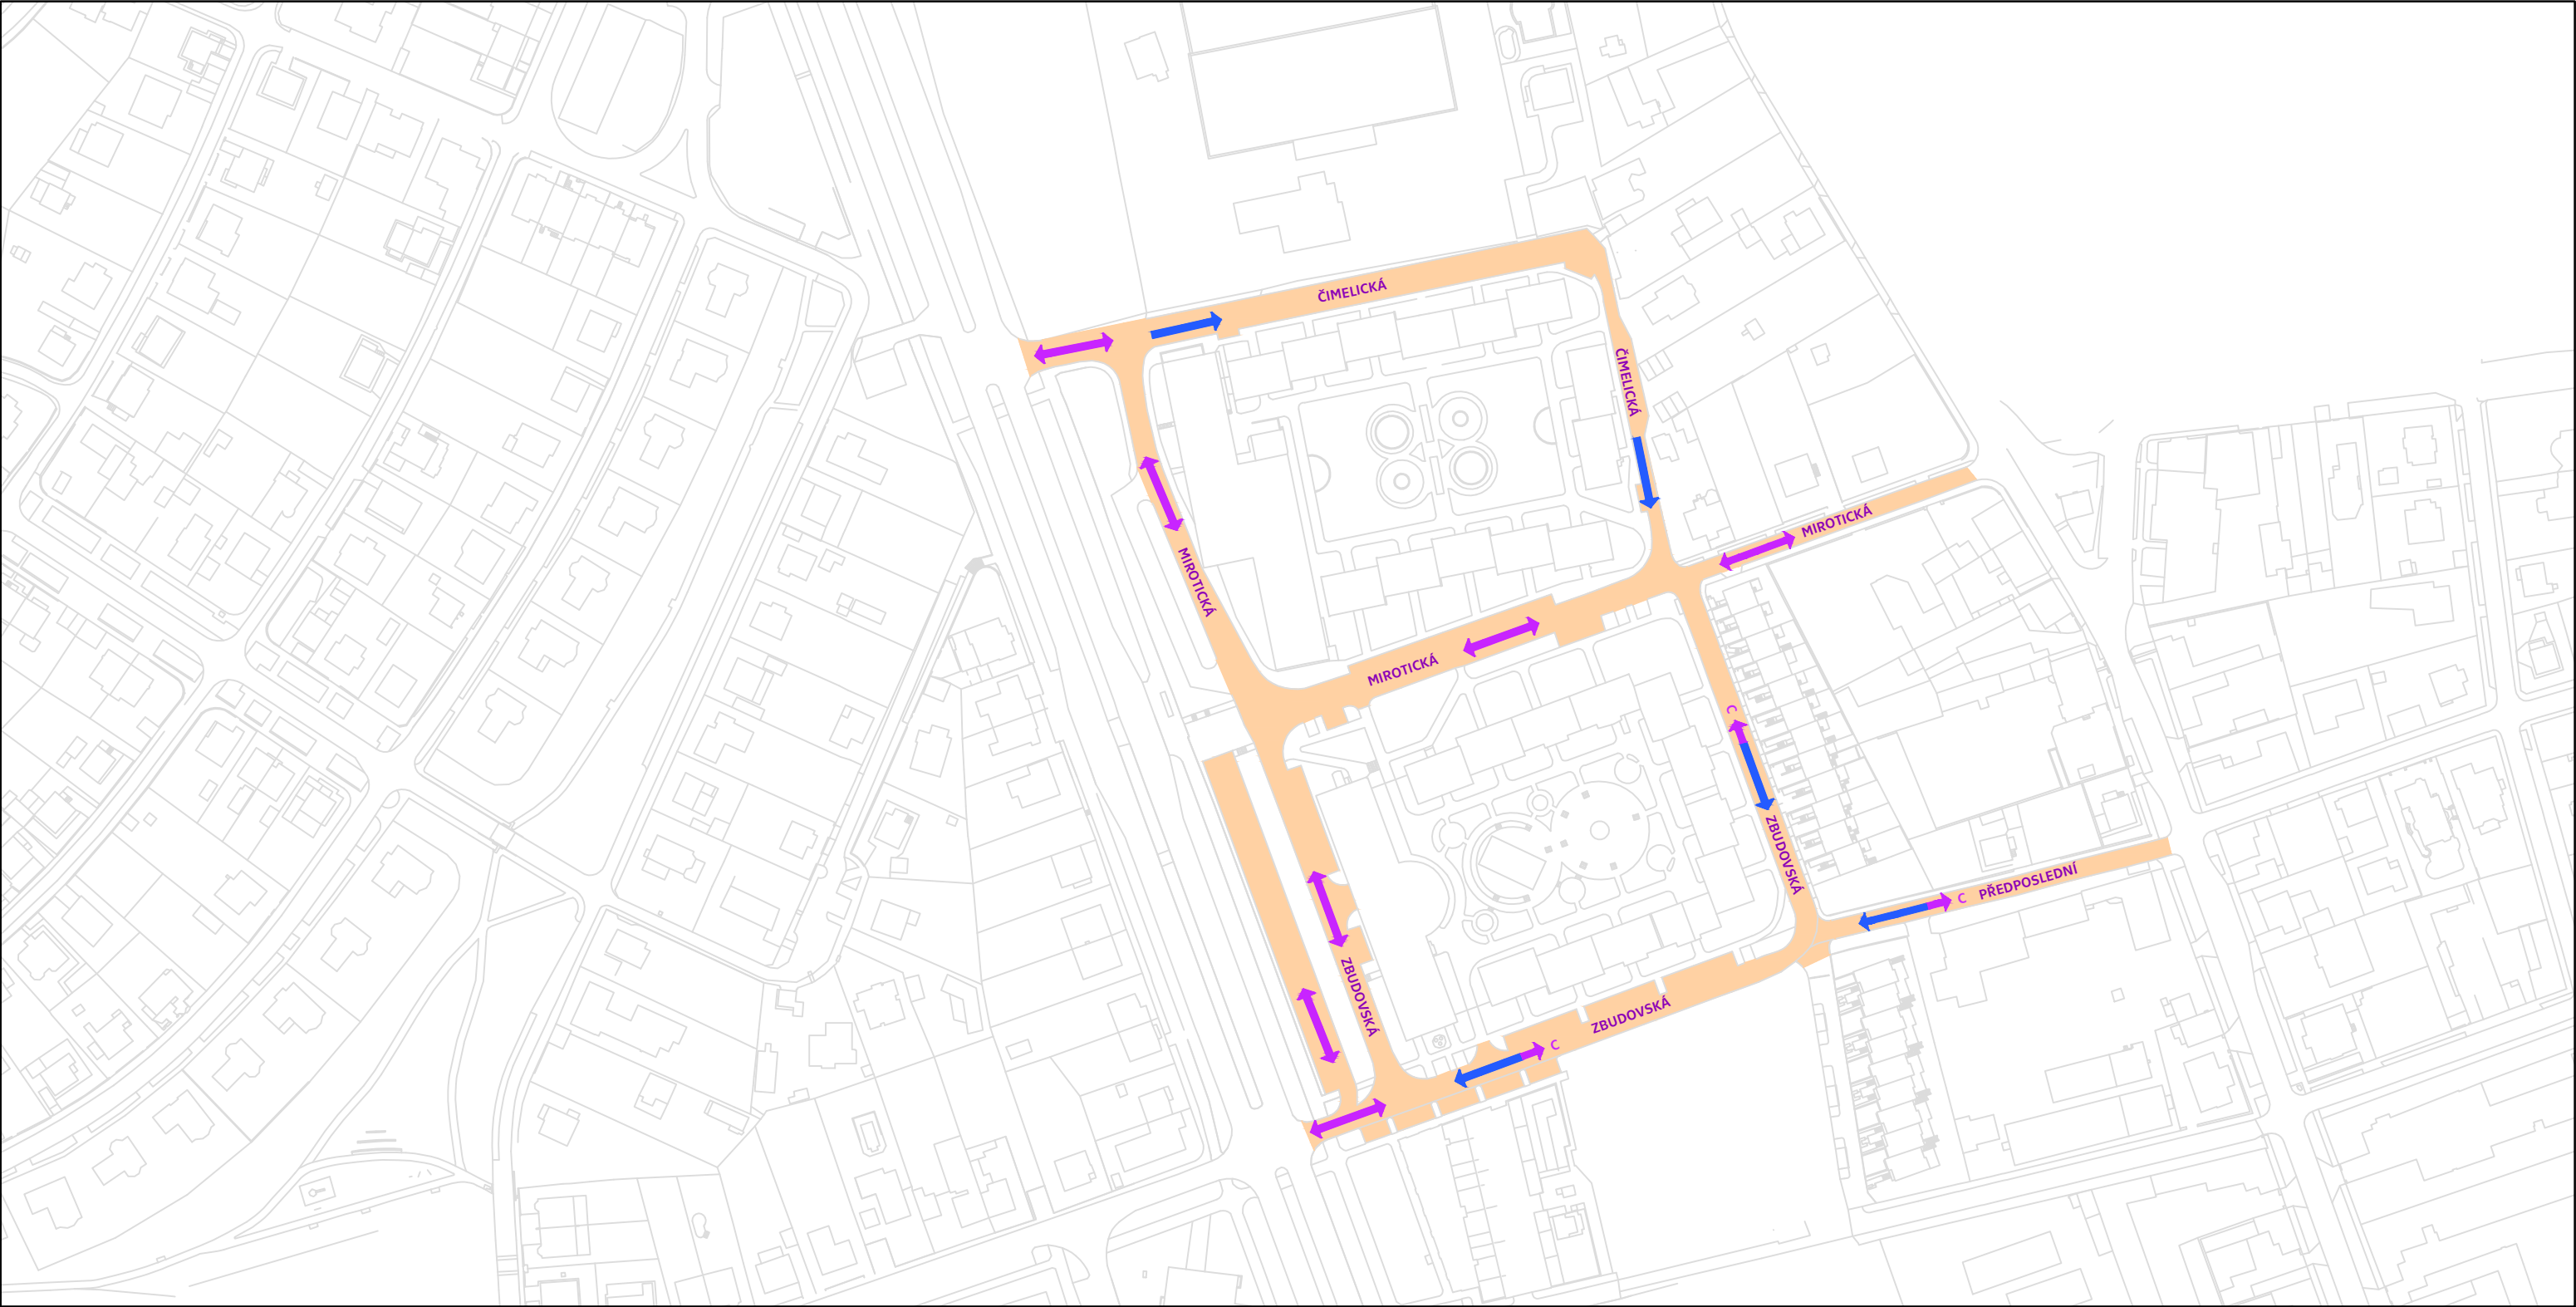 ČIMELICKÁ
ČIMELICKÁ
MIROTICKÁ
MIROTICKÁ
MIROTICKÁ
C
ZBUDOVSKÁ
C PŘEDPOSLEDNÍ
ZBUDOVSKÁ
ZBUDOVSKÁ
C